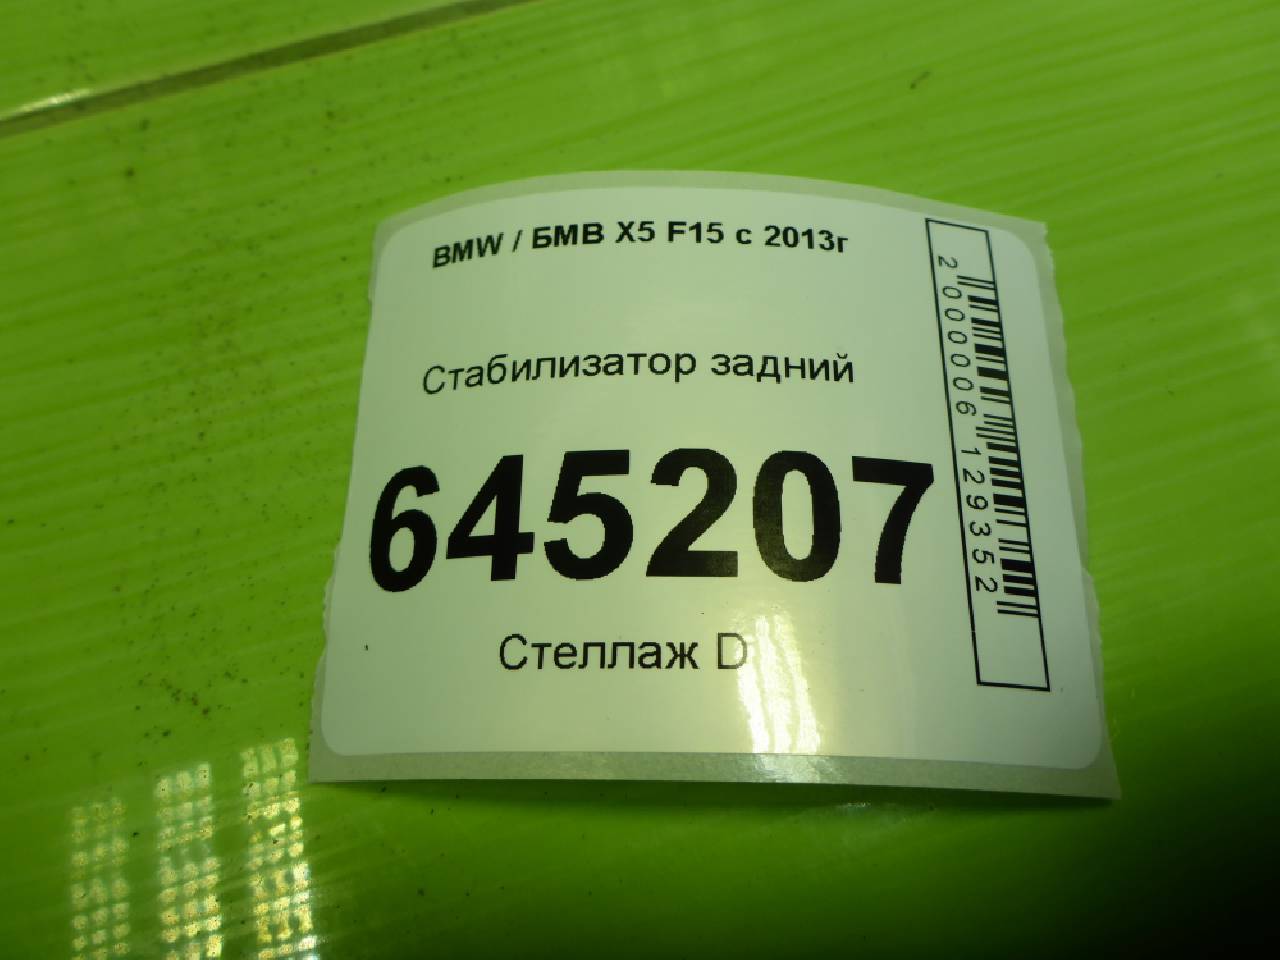 BMW / БМВ X5 F15 с 2013г
Стабилизатор задний
645207
Стеллаж D
2000006129352